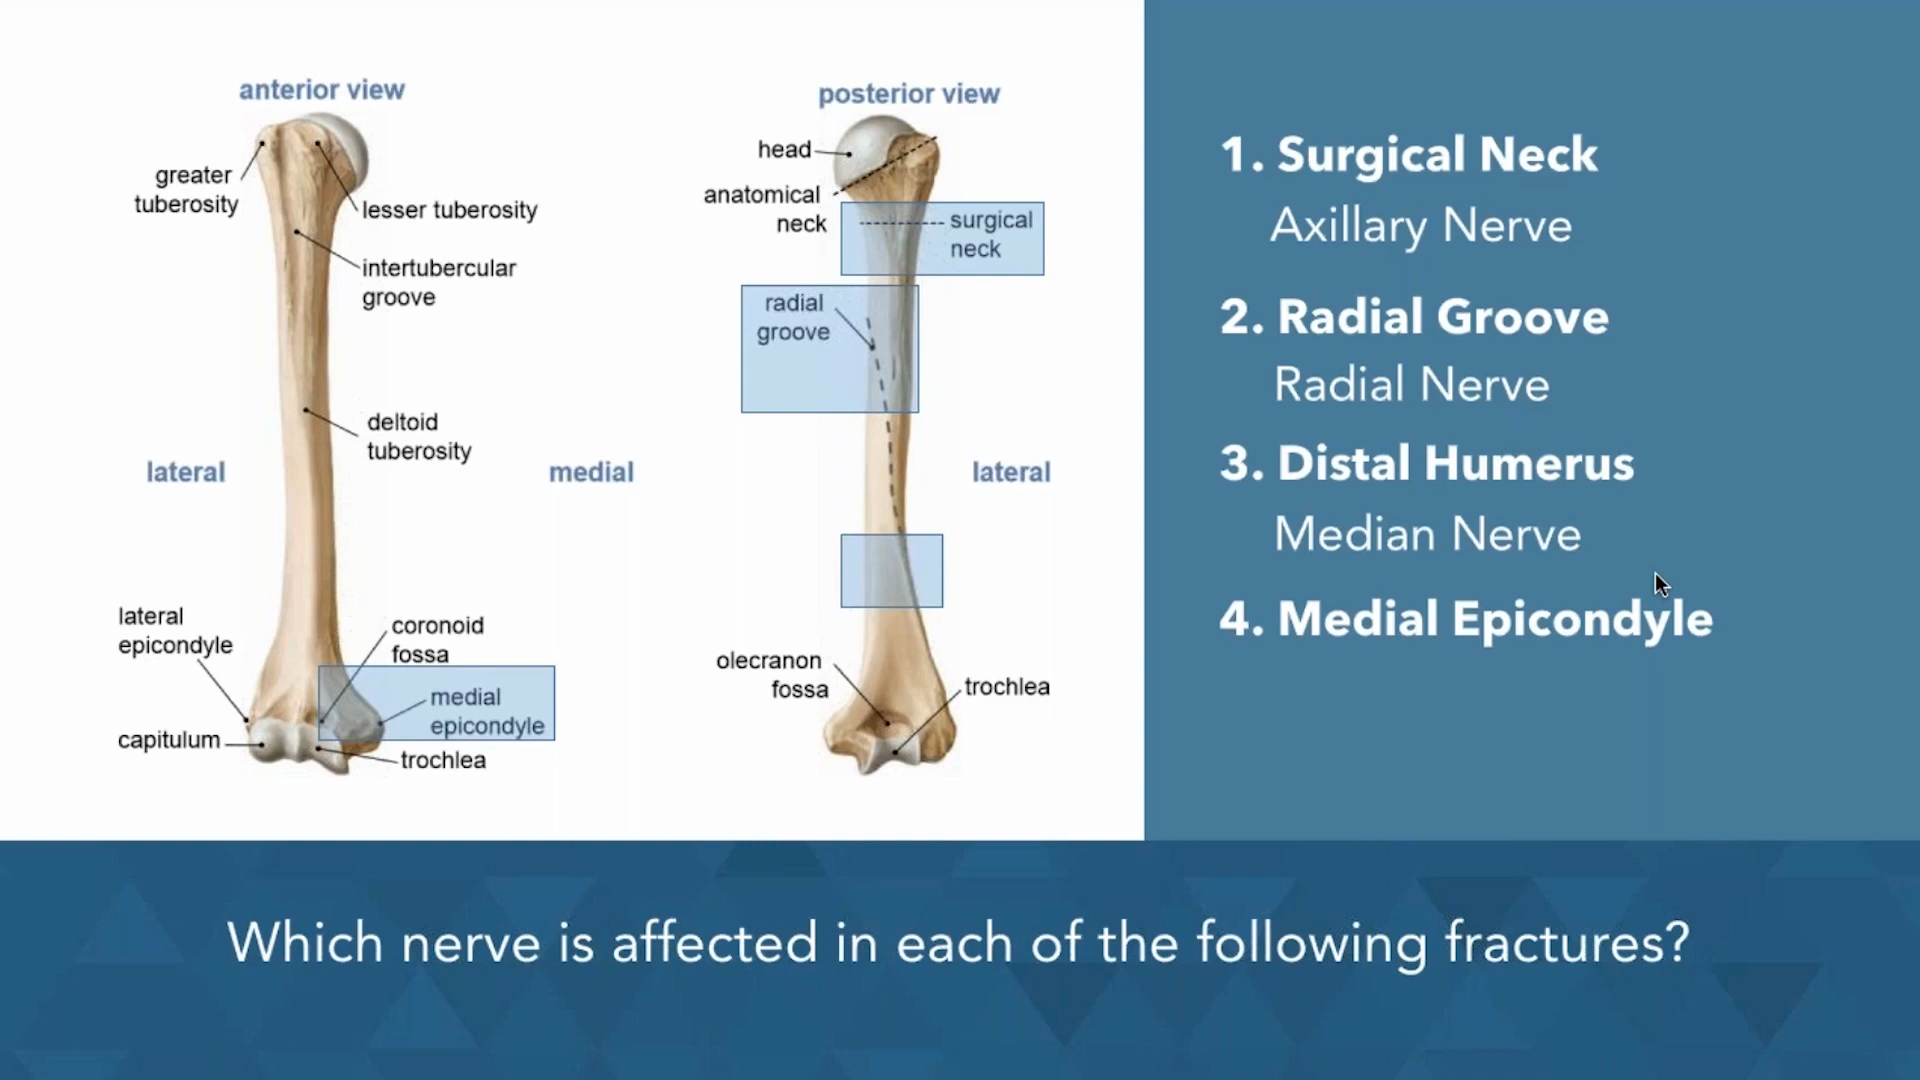 anterior view
greater
tuberosity
lesser tuberosity
intertubercular
groove
deltoid
tuberosity
lateral
medial
lateral
epicondyle
coronoid
fossa
medial
epicondyle
capitulum
trochlea
posterior view
head
anatomical
neck
surgical
neck
radial
groove
lateral
olecranon
fossa
trochlea
1. Surgical Neck
Axillary Nerve
2. Radial Groove
Radial Nerve
3. Distal Humerus
Median Nerve
4. Medial Epicondyle
Which nerve is affected in each of the following fractures?